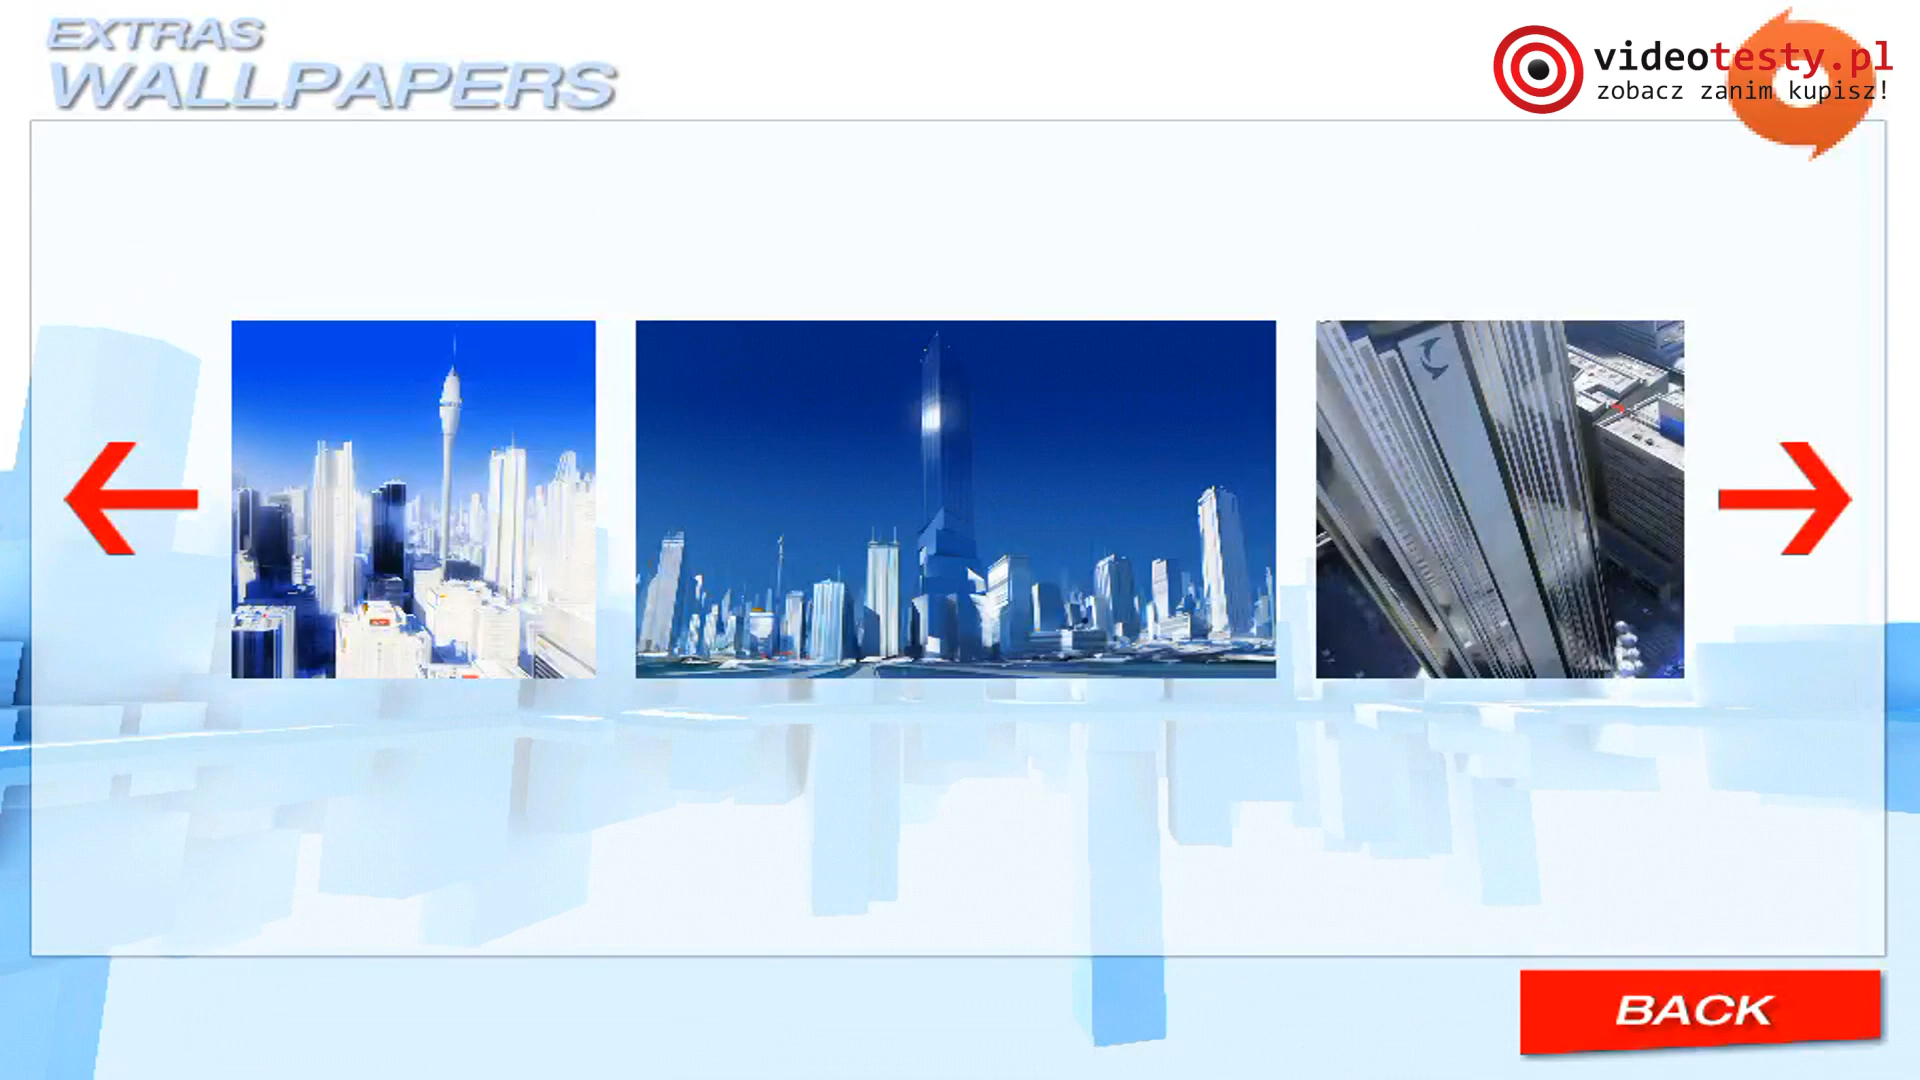 EXTRAS
WALLPAPERS
videotesty.pl
zobacz zanim kupisz!
BACK